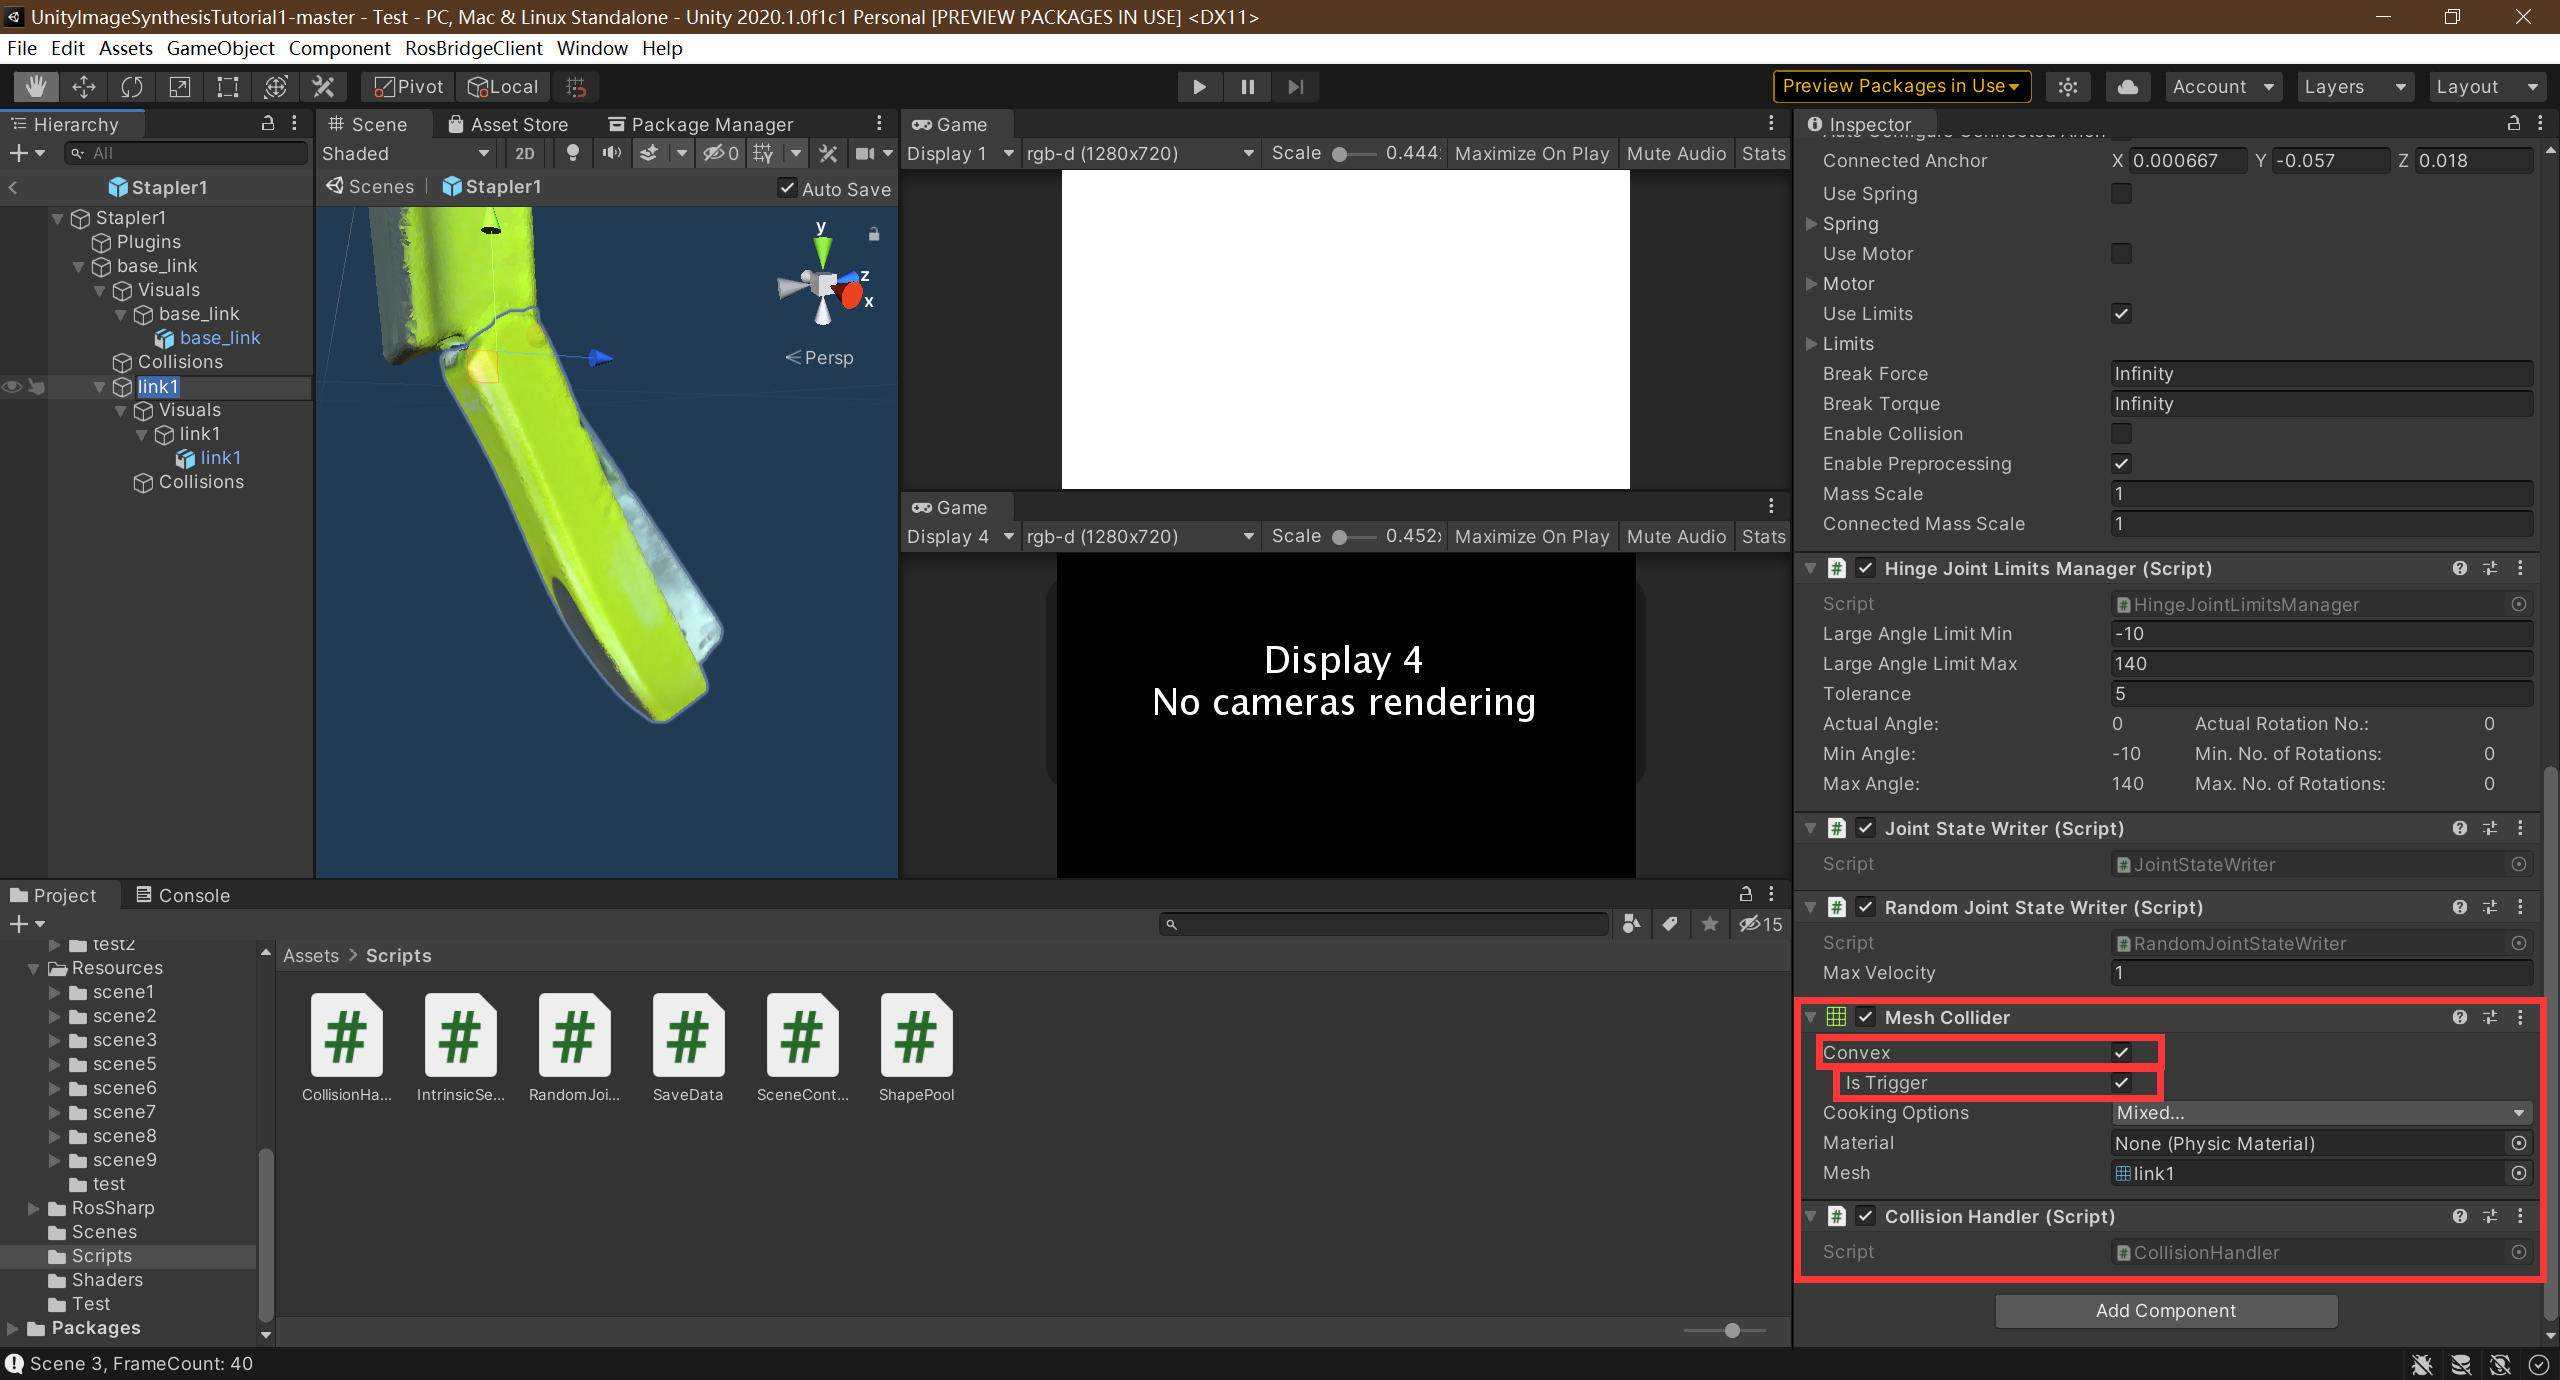 UnityImageSynthesisTutorial1-master - Test - PC, Mac & Linux Standalone - Unity 2020.1.0f1c1 Personal [PREVIEW PACKAGES IN USE] <DX11>
File Edit Assets GameObject Component RosBridgeClient Window Help
Pivot Local Preview Packages in Use Account Layers Layout
Hierarchy
All
Stapler1
Stapler1
Plugins
base_link
Visuals
base_link
base_link
Collisions
link1
Visuals
link1
link1
Collisions
Scene Asset Store Package Manager
Shaded 2D 0
Scenes Stapler1 Auto Save
y
z
x
Persp
Game
Display 1 rgb-d (1280x720) Scale 0.444 Maximize On Play Mute Audio Stats
Game
Display 4 rgb-d (1280x720) Scale 0.452x Maximize On Play Mute Audio Stats
Display 4
No cameras rendering
Inspector
Auto Configure Connected Anch
Connected Anchor X 0.000667 Y -0.057 Z 0.018
Use Spring
Spring
Use Motor
Motor
Use Limits
Limits
Break Force Infinity
Break Torque Infinity
Enable Collision
Enable Preprocessing
Mass Scale 1
Connected Mass Scale 1
# Hinge Joint Limits Manager (Script)
Script # HingeJointLimitsManager
Large Angle Limit Min -10
Large Angle Limit Max 140
Tolerance 5
Actual Angle: 0 Actual Rotation No.: 0
Min Angle: -10 Min. No. of Rotations: 0
Max Angle: 140 Max. No. of Rotations: 0
# Joint State Writer (Script)
Script # JointStateWriter
# Random Joint State Writer (Script)
Script # RandomJointStateWriter
Max Velocity 1
Mesh Collider
Convex
Is Trigger
Cooking Options Mixed...
Material None (Physic Material)
Mesh link1
# Collision Handler (Script)
Script # CollisionHandler
Add Component
Project Console
15
test2
Resources
scene1
scene2
scene3
scene5
scene6
scene7
scene8
scene9
test
RosSharp
Scenes
Scripts
Shaders
Test
Packages
Assets > Scripts
# # # # # #
CollisionHa... IntrinsicSe... RandomJoi... SaveData SceneCont... ShapePool
Scene 3, FrameCount: 40